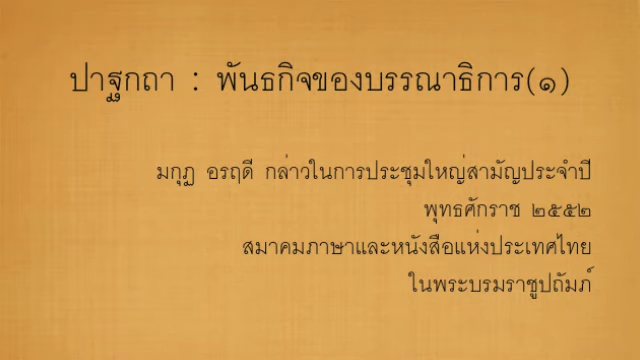 ปาฐกถา : พันธกิจของบรรณาธิการ(๑)
มกุฏ อรฤดี กล่าวในการประชุมใหญ่สามัญประจำปี
พุทธศักราช ๒๕๕๒
สมาคมภาษาและหนังสือแห่งประเทศไทย
ในพระบรมราชูปถัมภ์